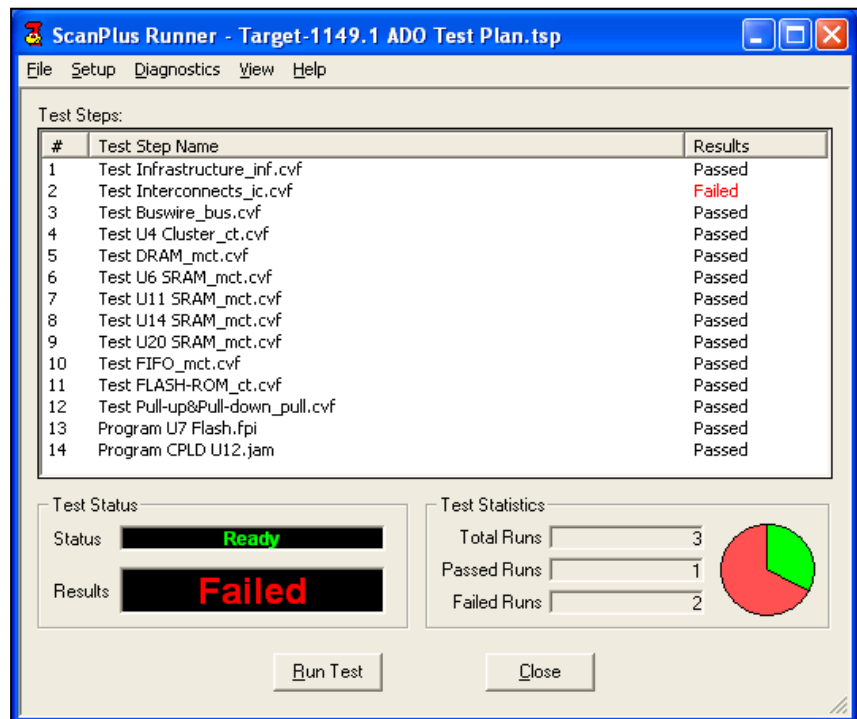 ScanPlus Runner - Target-1149.1 ADO Test Plan.tsp
File Setup Diagnostics View Help
Test Steps:
# Test Step Name Results
1 Test Infrastructure_inf.cvf Passed
2 Test Interconnects_ic.cvf Failed
3 Test Buswire_bus.cvf Passed
4 Test U4 Cluster_ct.cvf Passed
5 Test DRAM_mct.cvf Passed
6 Test U6 SRAM_mct.cvf Passed
7 Test U11 SRAM_mct.cvf Passed
8 Test U14 SRAM_mct.cvf Passed
9 Test U20 SRAM_mct.cvf Passed
10 Test FIFO_mct.cvf Passed
11 Test FLASH-ROM_ct.cvf Passed
12 Test Pull-up&Pull-down_pull.cvf Passed
13 Program U7 Flash.fpi Passed
14 Program CPLD U12.jam Passed
Test Status
Status Ready
Results Failed
Test Statistics
Total Runs 3
Passed Runs 1
Failed Runs 2
Run Test Close